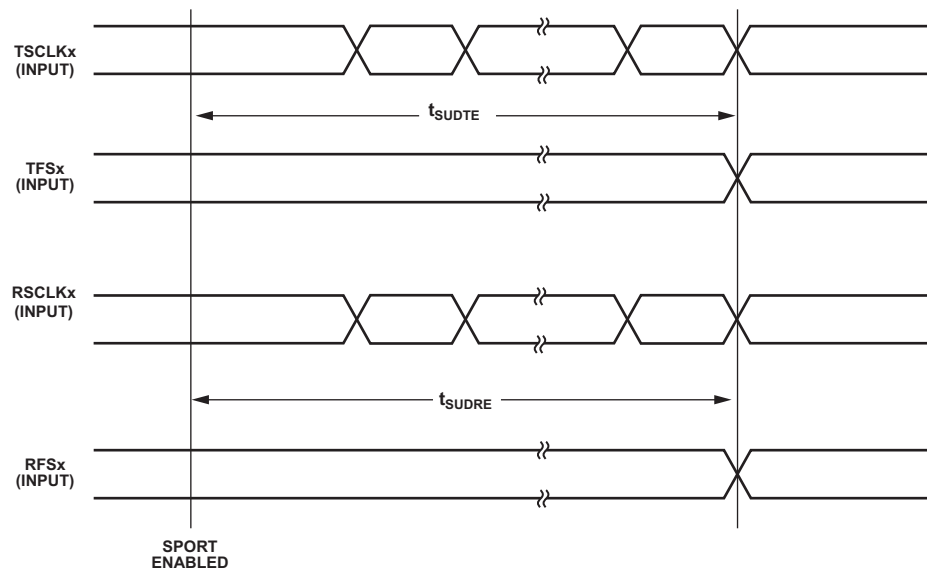 TSCLKx
(INPUT)
tSUDTE
TFSx
(INPUT)
RSCLKx
(INPUT)
tSUDRE
RFSx
(INPUT)
SPORT
ENABLED